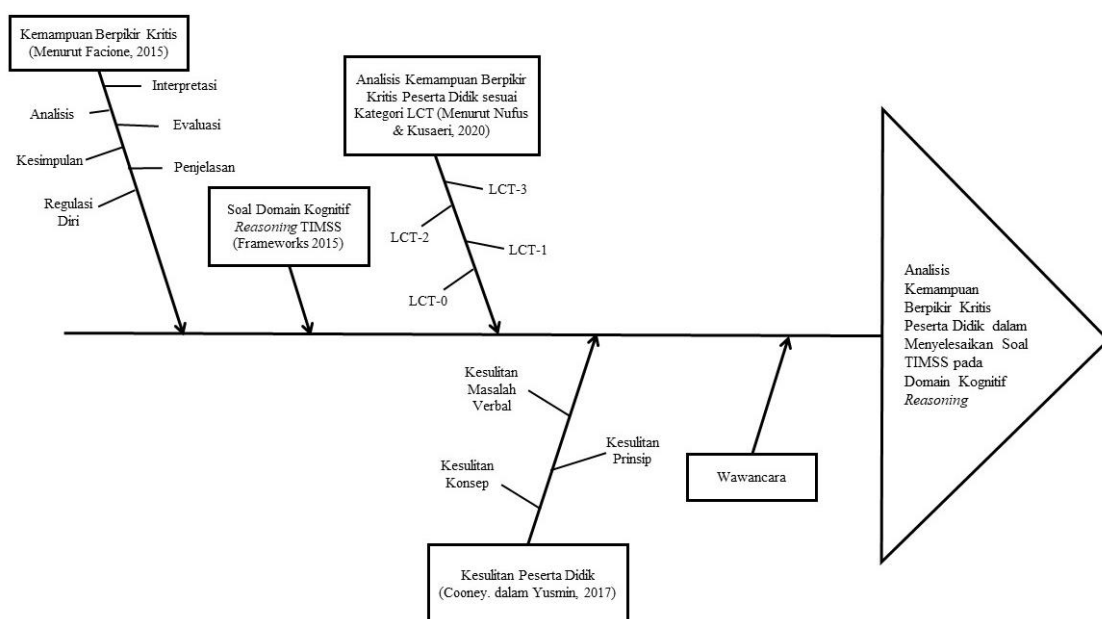 Kemampuan Berpikir Kritis
(Menurut Facione, 2015)
Interpretasi
Analisis
Evaluasi
Kesimpulan
Penjelasan
Regulasi
Diri
Soal Domain Kognitif
Reasoning TIMSS
(Frameworks 2015)
Analisis Kemampuan Berpikir
Kritis Peserta Didik sesuai
Kategori LCT (Menurut Nufus
& Kusaeri, 2020)
LCT-3
LCT-2
LCT-1
LCT-0
Kesulitan
Masalah
Verbal
Kesulitan
Prinsip
Kesulitan
Konsep
Kesulitan Peserta Didik
(Cooney. dalam Yusmin, 2017)
Wawancara
Analisis
Kemampuan
Berpikir Kritis
Peserta Didik dalam
Menyelesaikan Soal
TIMSS pada
Domain Kognitif
Reasoning